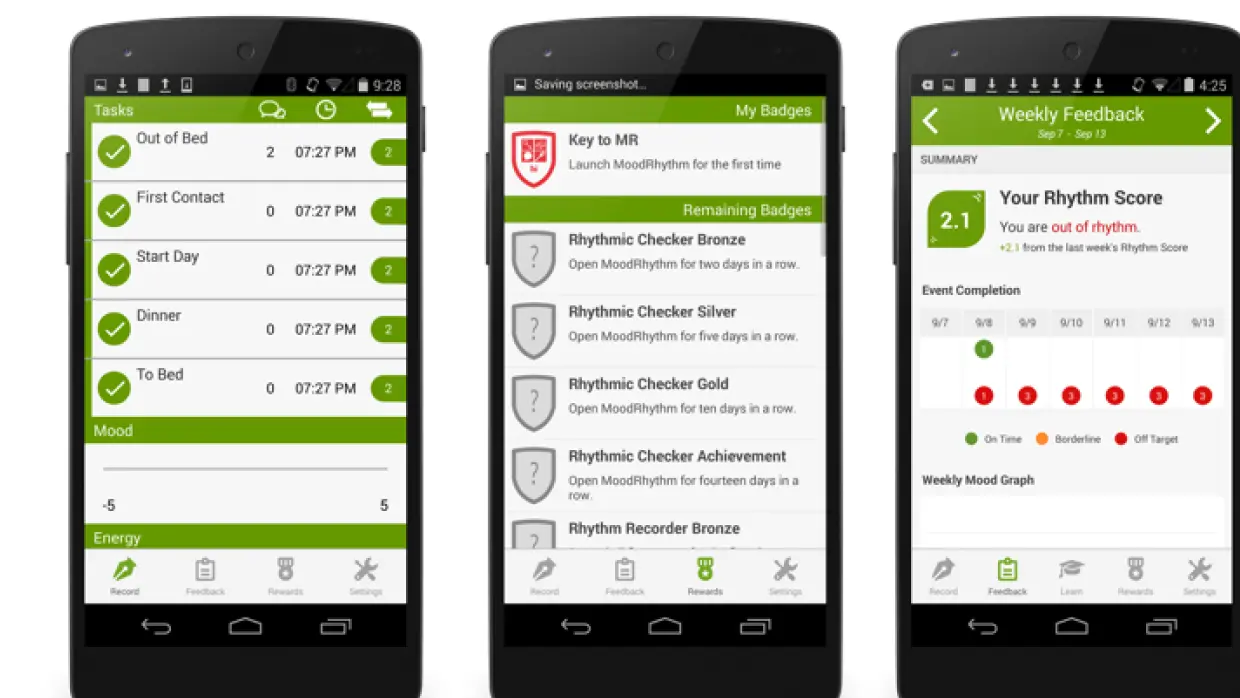 9:28
Tasks
Out of Bed
2 07:27 PM 2
First Contact
0 07:27 PM 2
Start Day
0 07:27 PM 2
Dinner
0 07:27 PM 2
To Bed
0 07:27 PM 2
Mood
-5 5
Energy
Record Feedback Rewards Settings
Saving screenshot...
My Badges
Key to MR
Launch MoodRhythm for the first time
Remaining Badges
? Rhythmic Checker Bronze
Open MoodRhythm for two days in a row.
? Rhythmic Checker Silver
Open MoodRhythm for five days in a row.
? Rhythmic Checker Gold
Open MoodRhythm for ten days in a row.
? Rhythmic Checker Achievement
Open MoodRhythm for fourteen days in a
row.
? Rhythm Recorder Bronze
Record Feedback Rewards Settings
4:25
Weekly Feedback
Sep 7 - Sep 13
SUMMARY
2.1
Your Rhythm Score
You are out of rhythm.
+2.1 from the last week's Rhythm Score
Event Completion
9/7 9/8 9/9 9/10 9/11 9/12 9/13
1
1 3 3 3 3 3
On Time Borderline Off Target
Weekly Mood Graph
Record Feedback Learn Rewards Settings